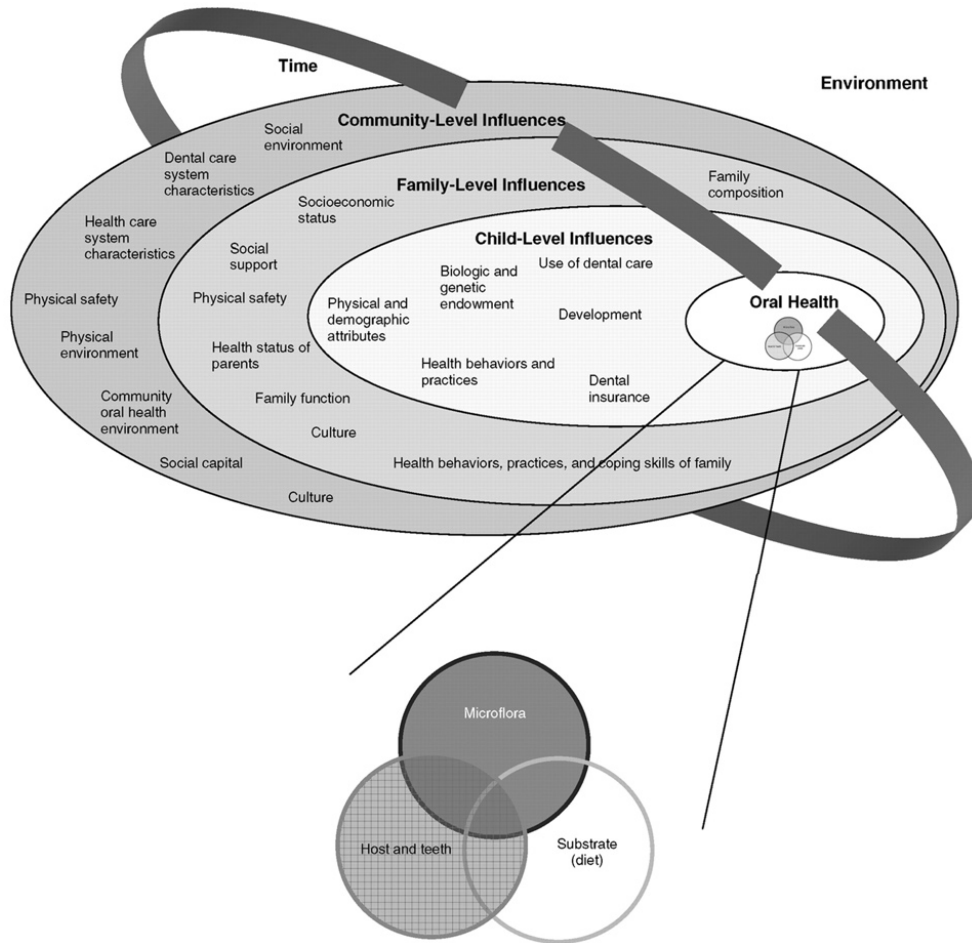 Time
Environment
Community-Level Influences
Social
environment
Dental care
system
characteristics
Health care
system
characteristics
Physical safety
Physical
environment
Community
oral health
environment
Social capital
Culture
Family-Level Influences
Family
composition
Socioeconomic
status
Social
support
Physical safety
Health status of
parents
Family function
Culture
Health behaviors, practices, and coping skills of family
Child-Level Influences
Use of dental care
Biologic and
genetic
endowment
Physical and
demographic
attributes
Development
Health behaviors and
practices
Dental
insurance
Oral Health
Microflora
Host and teeth
Substrate
(diet)